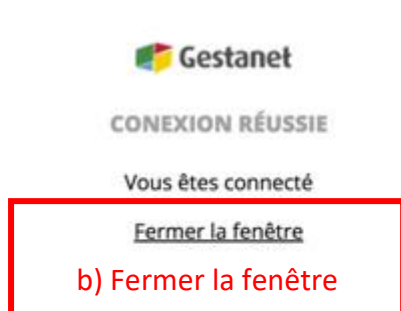 Gestanet
CONEXION RÉUSSIE
Vous êtes connecté
Fermer la fenêtre
b) Fermer la fenêtre